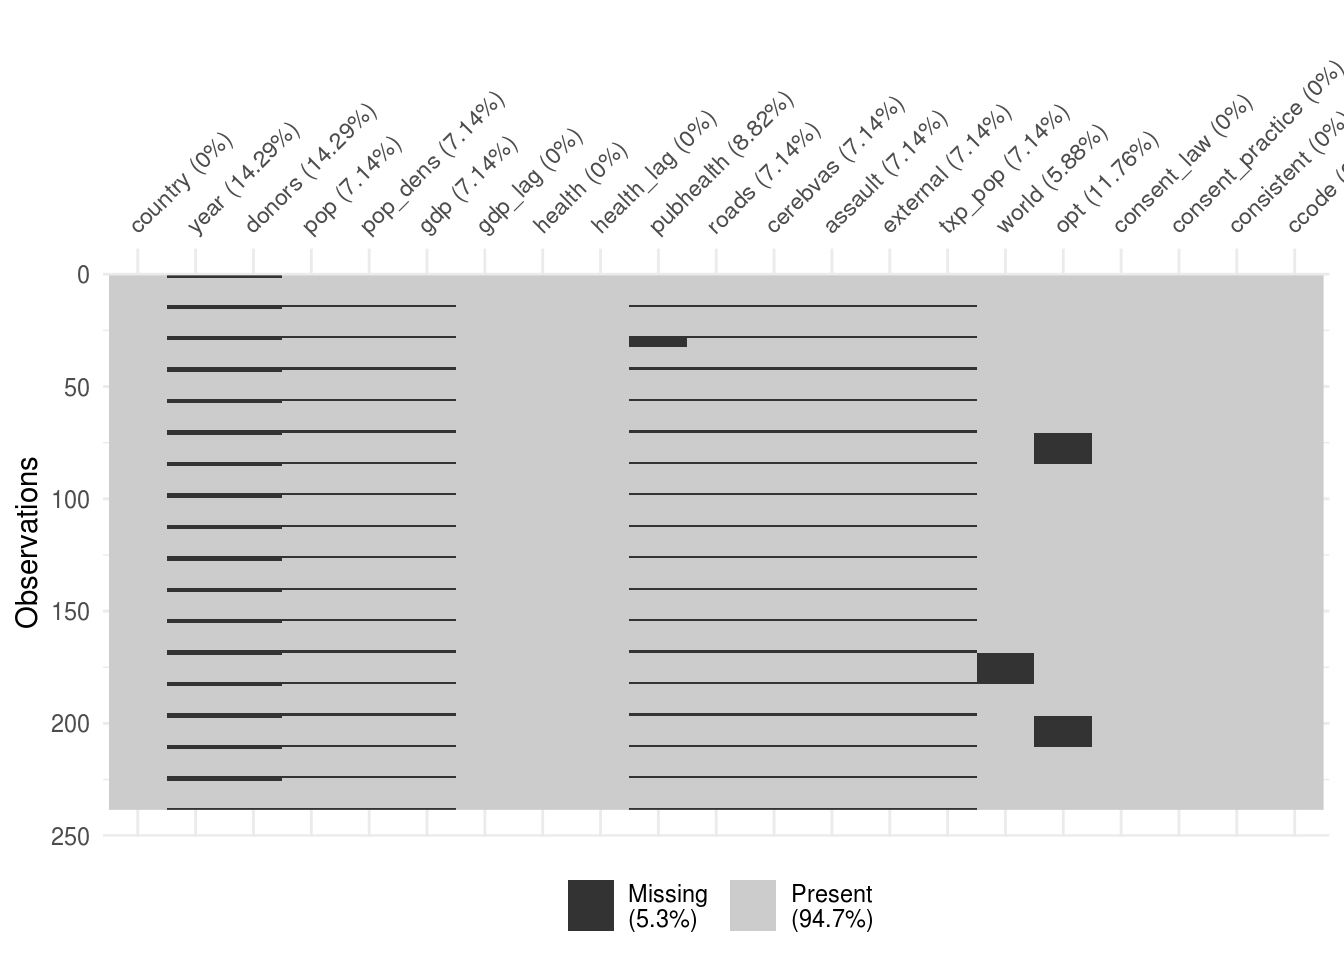 country (0%)
year (14.29%)
donors (14.29%)
pop (7.14%)
pop_dens (7.14%)
gdp (7.14%)
gdp_lag (0%)
health (0%)
health_lag (0%)
pubhealth (8.82%)
roads (7.14%)
cerebvas (7.14%)
assault (7.14%)
external (7.14%)
txp_pop (7.14%)
world (5.88%)
opt (11.76%)
consent_law (0%)
consent_practice (0%)
consistent (0%)
ccode
0
50
100
150
200
250
Observations
Missing
(5.3%)
Present
(94.7%)